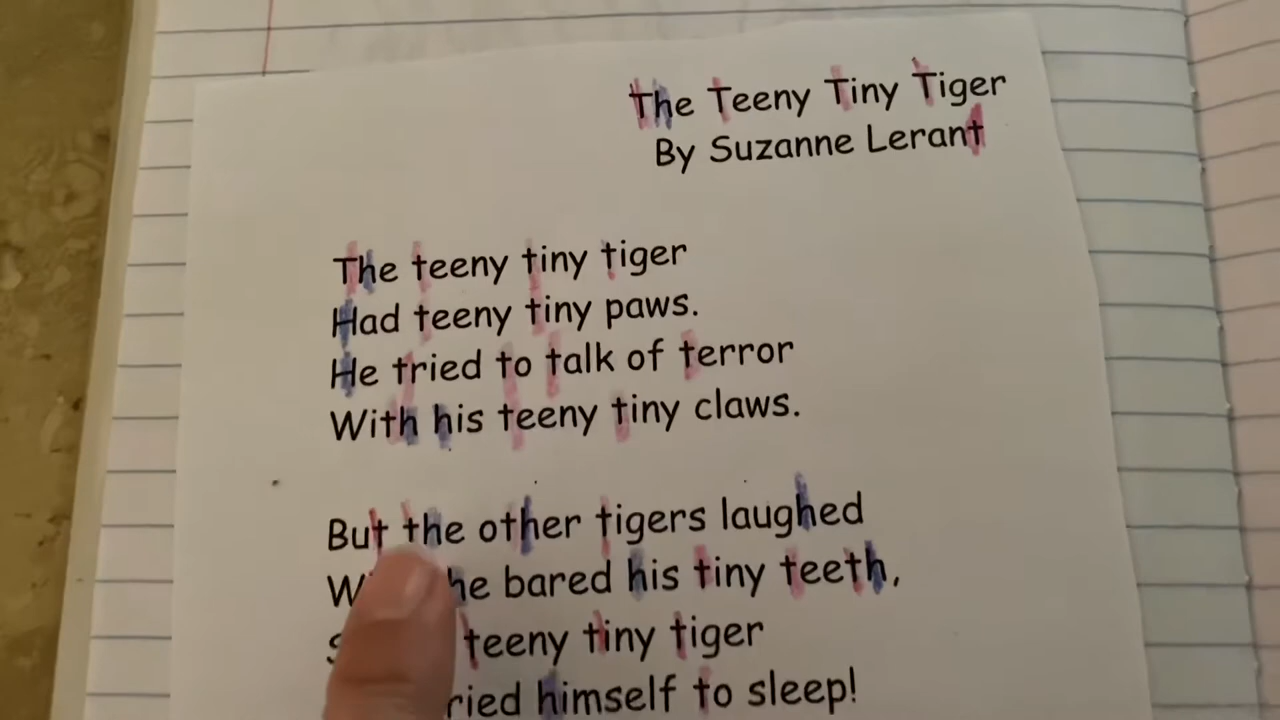 The Teeny Tiny Tiger
By Suzanne Lerant
The teeny tiny tiger
Had teeny tiny paws.
He tried to talk of terror
With his teeny tiny claws.
But the other tigers laughed
he bared his tiny teeth,
teeny tiny tiger
himself to sleep!